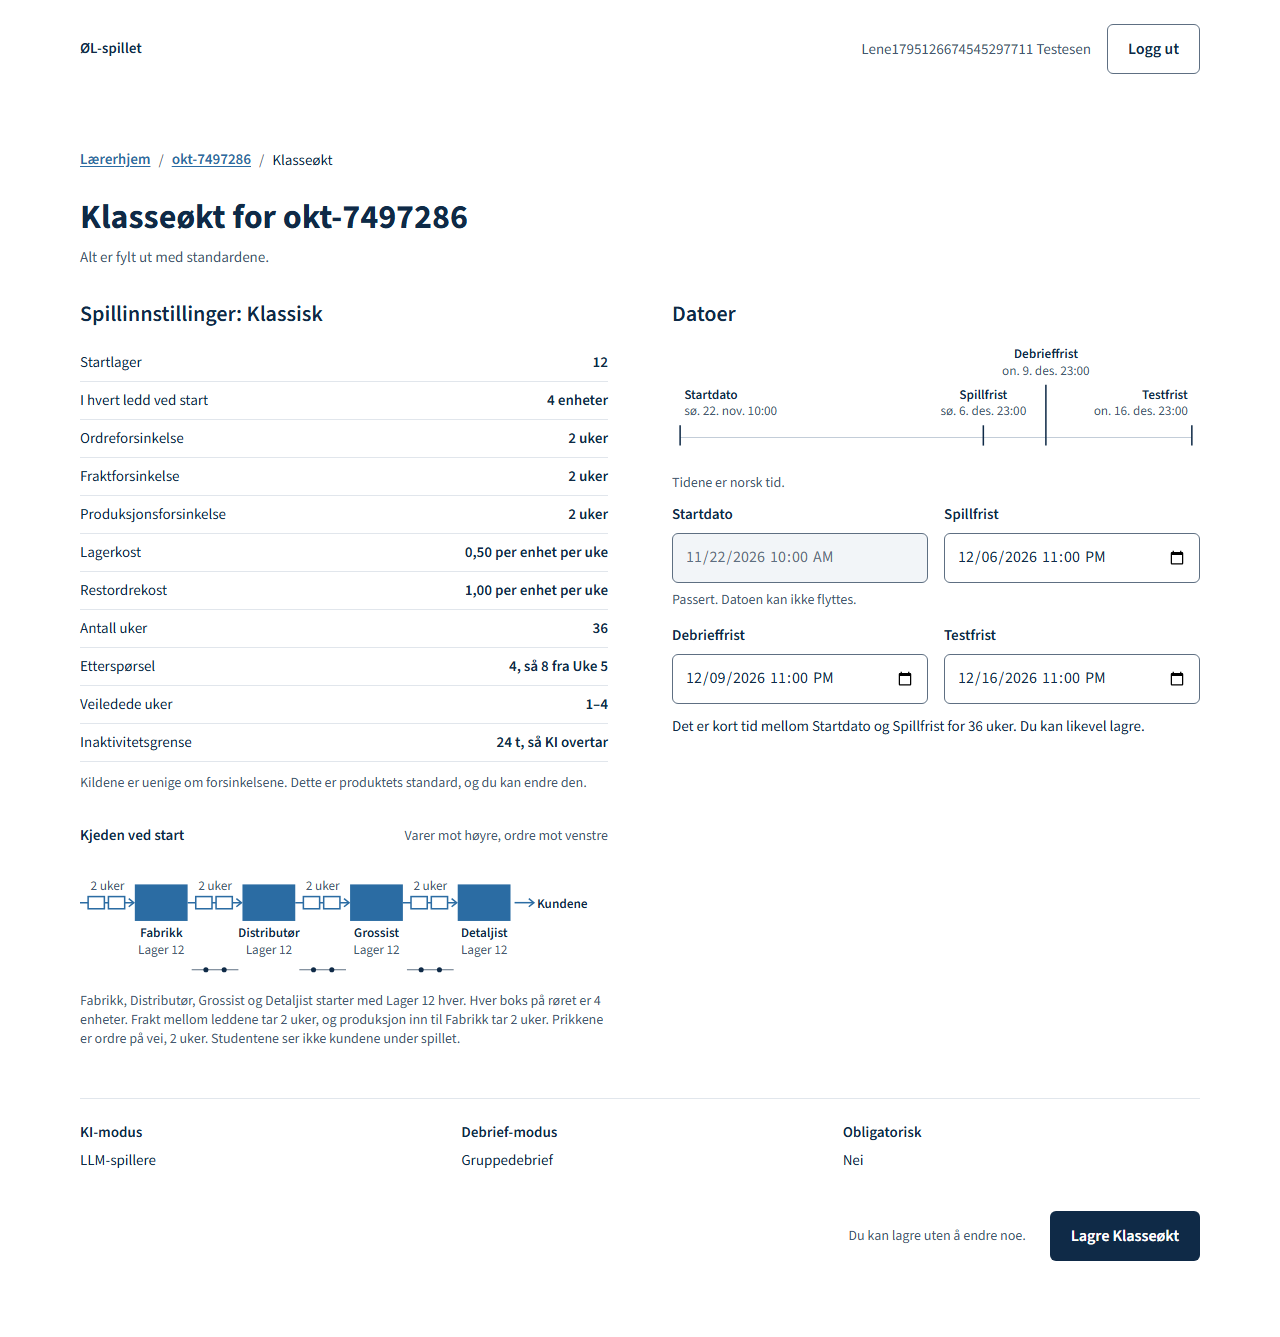 ØL-spillet
Lene1795126674545297711 Testesen
Logg ut
Lærerhjem / okt-7497286 / Klasseøkt
Klasseøkt for okt-7497286
Alt er fylt ut med standardene.
Spillinnstillinger: Klassisk
Startlager 12
I hvert ledd ved start 4 enheter
Ordreforsinkelse 2 uker
Fraktforsinkelse 2 uker
Produksjonsforsinkelse 2 uker
Lagerkost 0,50 per enhet per uke
Restordrekost 1,00 per enhet per uke
Antall uker 36
Etterspørsel 4, så 8 fra Uke 5
Veiledede uker 1–4
Inaktivitetsgrense 24 t, så KI overtar
Kildene er uenige om forsinkelsene. Dette er produktets standard, og du kan endre den.
Kjeden ved start Varer mot høyre, ordre mot venstre
2 uker 2 uker 2 uker 2 uker
Kundene
Fabrikk Distributør Grossist Detaljist
Lager 12 Lager 12 Lager 12 Lager 12
Fabrikk, Distributør, Grossist og Detaljist starter med Lager 12 hver. Hver boks på røret er 4
enheter. Frakt mellom leddene tar 2 uker, og produksjon inn til Fabrikk tar 2 uker. Prikkene
er ordre på vei, 2 uker. Studentene ser ikke kundene under spillet.
Datoer
Debrieffrist
on. 9. des. 23:00
Startdato Spillfrist Testfrist
sø. 22. nov. 10:00 sø. 6. des. 23:00 on. 16. des. 23:00
Tidene er norsk tid.
Startdato Spillfrist
11/22/2026 10:00 AM 12/06/2026 11:00 PM
Passert. Datoen kan ikke flyttes.
Debrieffrist Testfrist
12/09/2026 11:00 PM 12/16/2026 11:00 PM
Det er kort tid mellom Startdato og Spillfrist for 36 uker. Du kan likevel lagre.
KI-modus Debrief-modus Obligatorisk
LLM-spillere Gruppedebrief Nei
Du kan lagre uten å endre noe. Lagre Klasseøkt